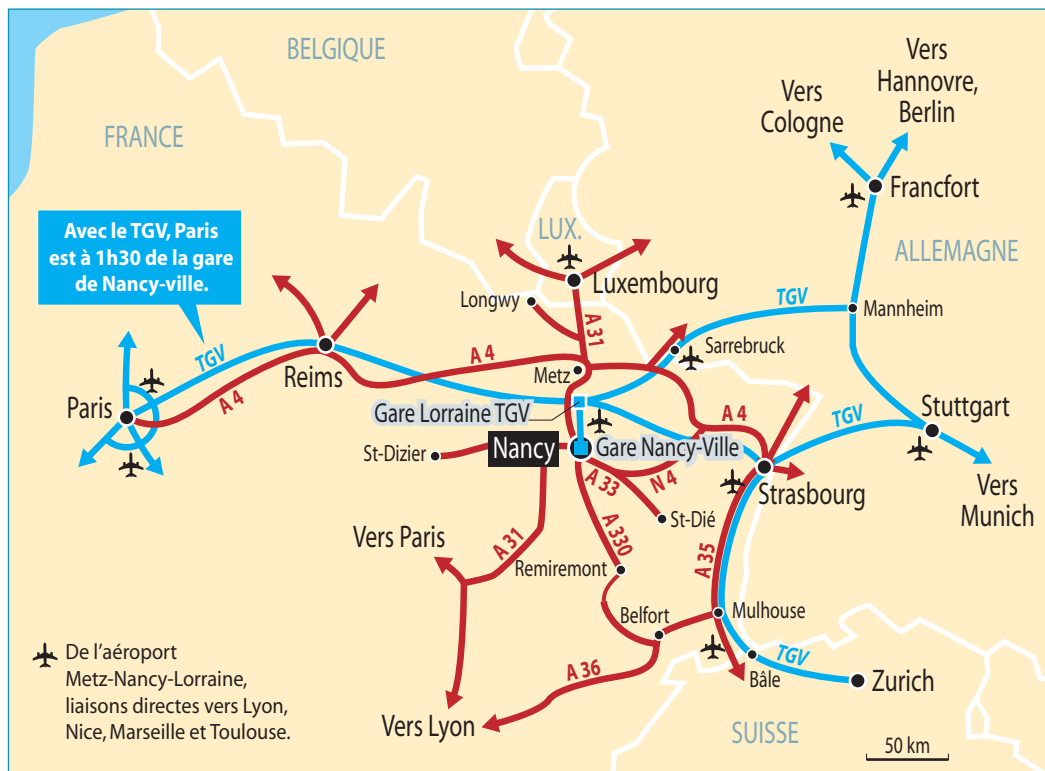 BELGIQUE
FRANCE
Vers
Hannovre,
Berlin
Vers
Cologne
Francfort
ALLEMAGNE
Avec le TGV, Paris
est à 1h30 de la gare
de Nancy-ville.
LUX.
Luxembourg
Longwy
A 31
TGV
Mannheim
TGV
Reims
A 4
Metz
Sarrebruck
A 4
Paris
Gare Lorraine TGV
A 4
TGV
Stuttgart
St-Dizier
Nancy
Gare Nancy-Ville
A 33
N 4
Strasbourg
Vers
Munich
St-Dié
Vers Paris
A 31
A 330
A 35
Remiremont
Belfort
Mulhouse
TGV
Bâle
Zurich
A 36
Vers Lyon
SUISSE
De l'aéroport
Metz-Nancy-Lorraine,
liaisons directes vers Lyon,
Nice, Marseille et Toulouse.
50 km